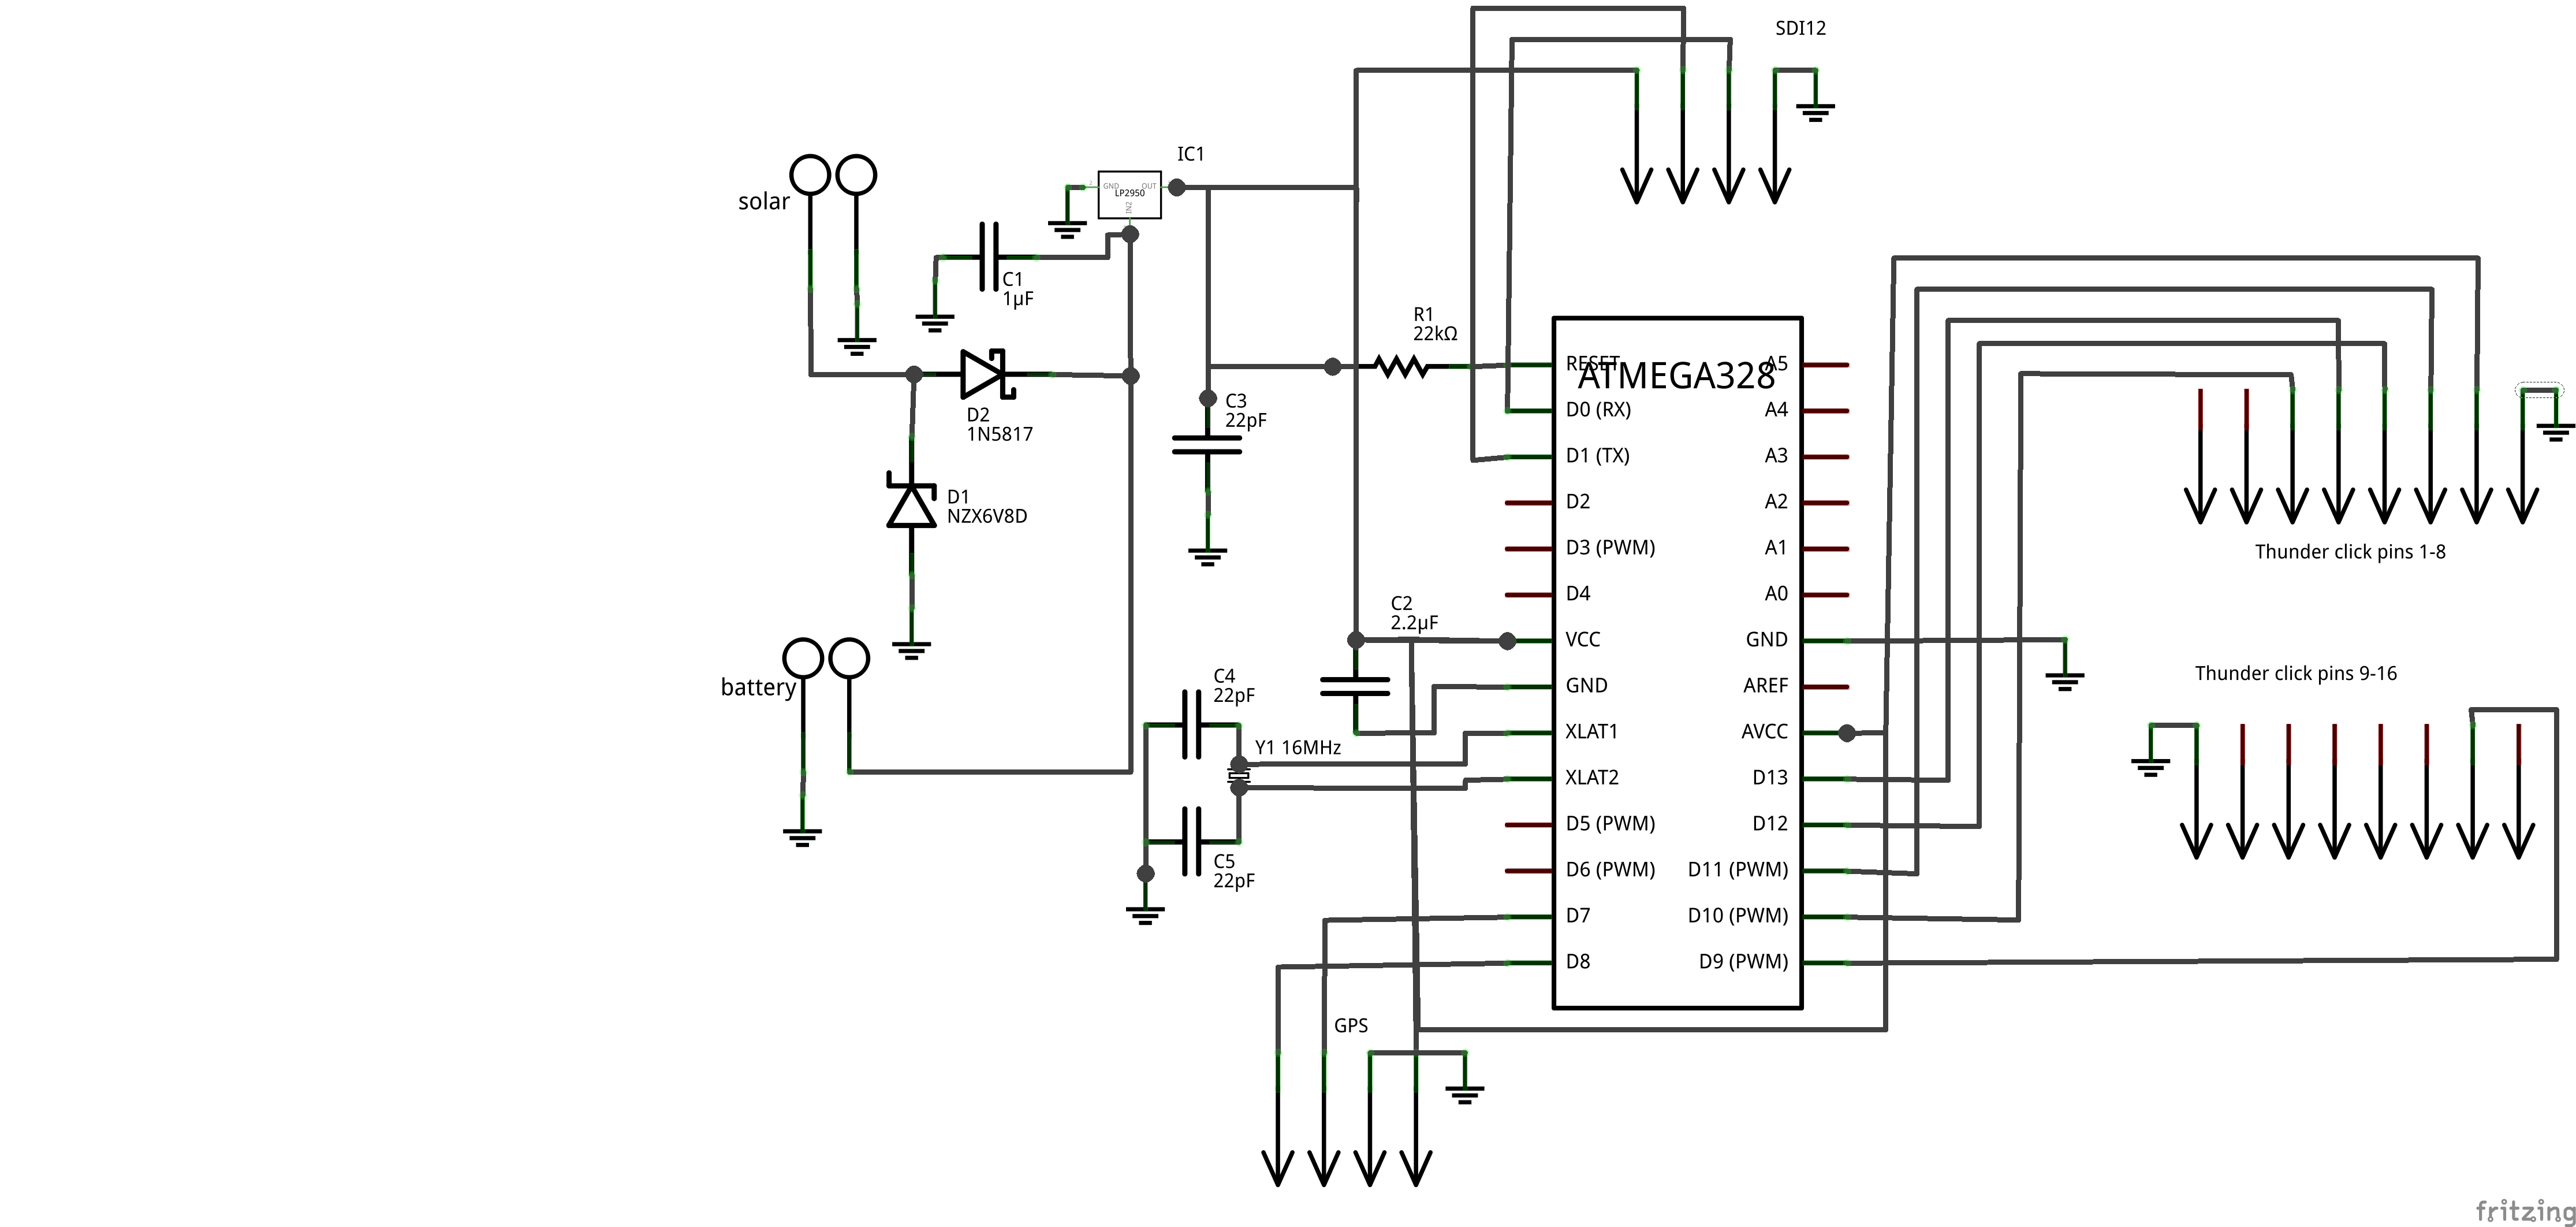 SDI12
IC1
GND
OUT
LP2950
IN2
solar
C1
1µF
R1
22kΩ
D2
1N5817
C3
22pF
D1
NZX6V8D
ATMEGA328
RESET
D0 (RX)
D1 (TX)
D2
D3 (PWM)
D4
VCC
GND
XLAT1
XLAT2
D5 (PWM)
D6 (PWM)
D7
D8
A5
A4
A3
A2
A1
A0
GND
AREF
AVCC
D13
D12
D11 (PWM)
D10 (PWM)
D9 (PWM)
Thunder click pins 1-8
C2
2.2µF
battery
C4
22pF
Y1 16MHz
C5
22pF
Thunder click pins 9-16
GPS
fritzing